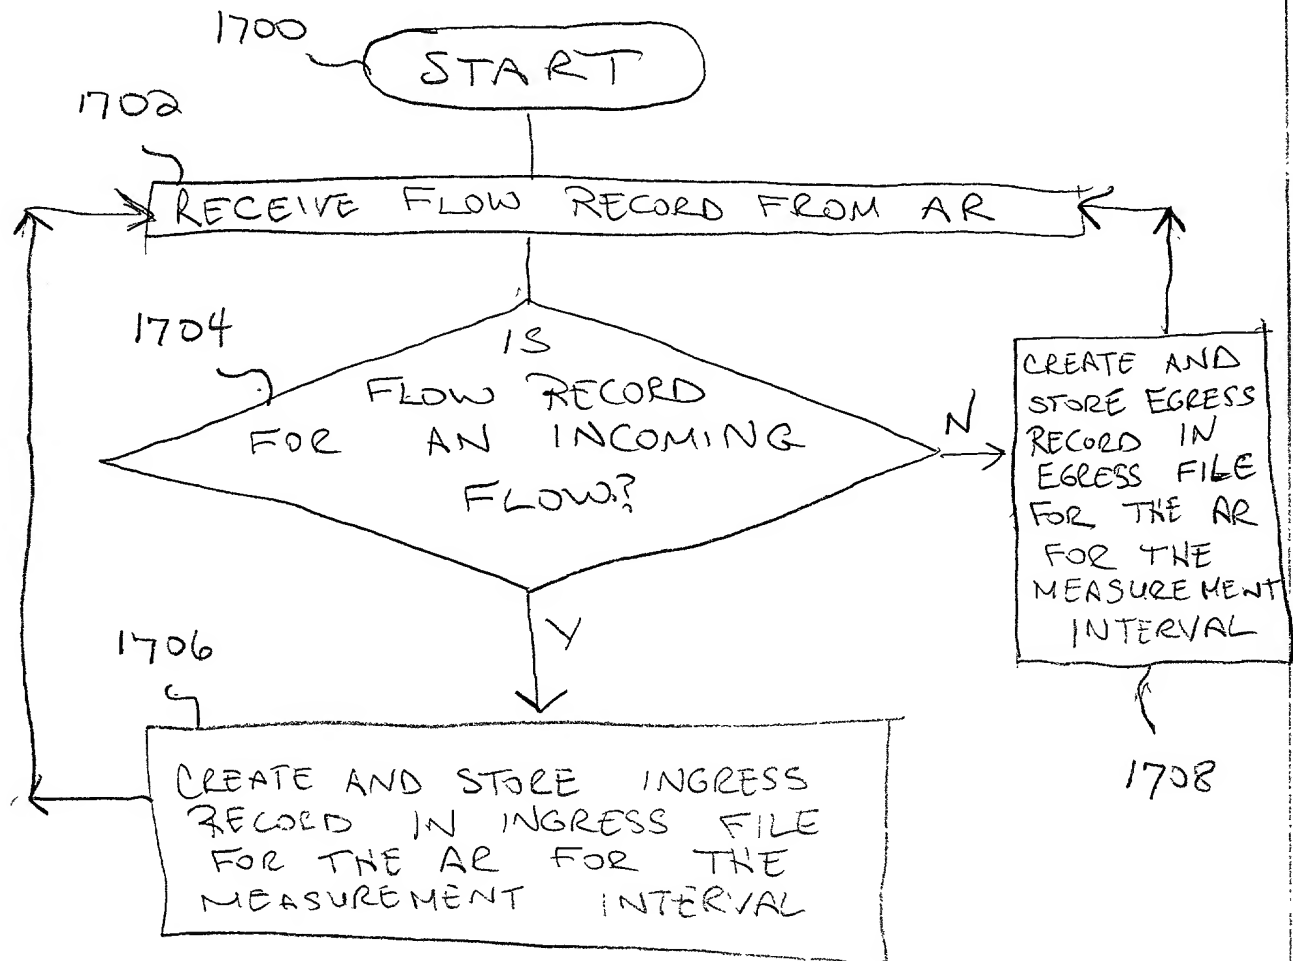 1700
START
1702
RECEIVE FLOW RECORD FROM AR
1704
IS
FLOW RECORD
FOR AN INCOMING
FLOW?
N
CREATE AND
STORE EGRESS
RECORD IN
EGRESS FILE
FOR THE AR
FOR THE
MEASUREMENT
INTERVAL
Y
1706
1708
CREATE AND STORE INGRESS
RECORD IN INGRESS FILE
FOR THE AR FOR THE
MEASUREMENT INTERVAL